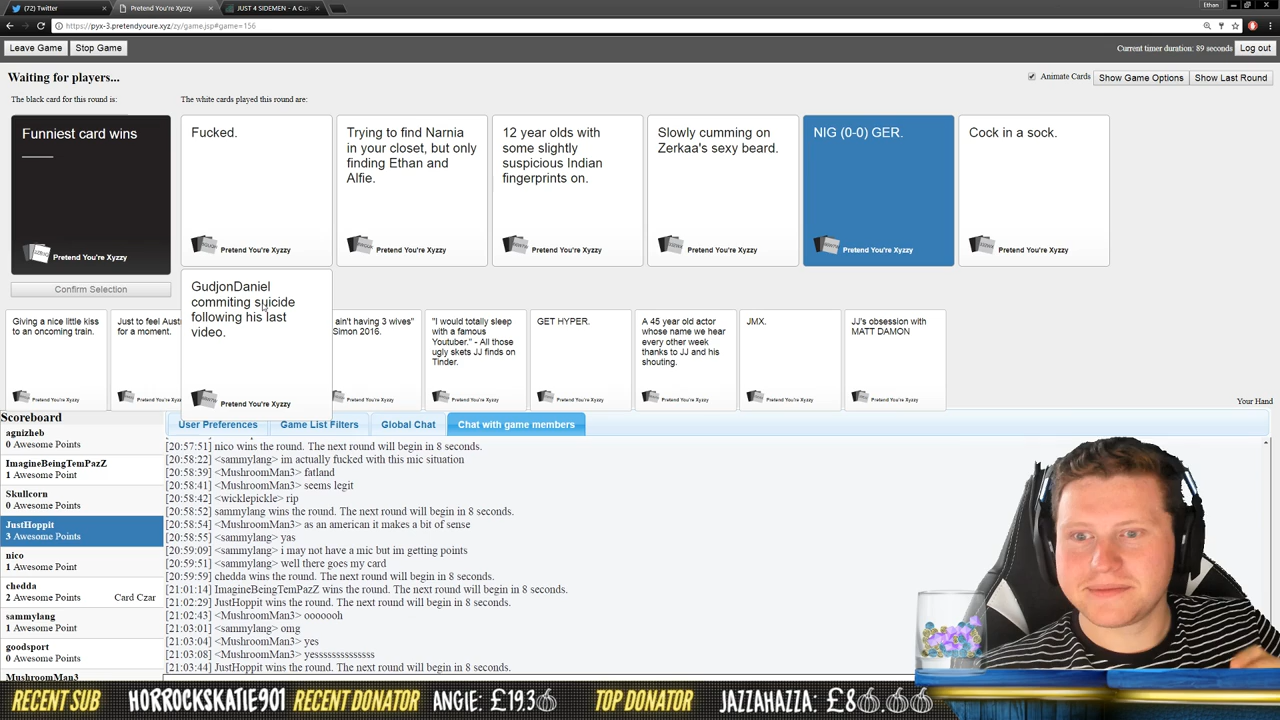 (72) Twitter
Pretend You're Xyzzy
JUST 4 SIDEMEN - A Cu
Ethan
https://pyx-3.pretendyoure.xyz/zy/game.jsp#game=156
Leave Game
Stop Game
Current timer duration: 89 seconds
Log out
Waiting for players...
Animate Cards
Show Game Options
Show Last Round
The black card for this round is:
The white cards played this round are:
Funniest card wins
Pretend You're Xyzzy
Confirm Selection
Fucked.
Pretend You're Xyzzy
Trying to find Narnia
in your closet, but only
finding Ethan and
Alfie.
Pretend You're Xyzzy
12 year olds with
some slightly
suspicious Indian
fingerprints on.
Pretend You're Xyzzy
Slowly cumming on
Zerkaa's sexy beard.
Pretend You're Xyzzy
NIG (0-0) GER.
Pretend You're Xyzzy
Cock in a sock.
Pretend You're Xyzzy
GudjonDaniel
commiting suicide
following his last
video.
Pretend You're Xyzzy
Giving a nice little kiss
to an oncoming train.
Pretend You're Xyzzy
Just to feel Aust
for a moment.
ain't having 3 wives"
Simon 2016.
Pretend You're Xyzzy
"I would totally sleep
with a famous
Youtuber." - All those
ugly skets JJ finds on
Tinder.
Pretend You're Xyzzy
GET HYPER.
Pretend You're Xyzzy
A 45 year old actor
whose name we hear
every other week
thanks to JJ and his
shouting.
Pretend You're Xyzzy
JMX.
Pretend You're Xyzzy
JJ's obsession with
MATT DAMON
Pretend You're Xyzzy
Your Hand
Scoreboard
agnizheb
0 Awesome Points
ImagineBeingTemPazZ
1 Awesome Point
Skullcorn
0 Awesome Points
JustHoppit
3 Awesome Points
nico
1 Awesome Point
chedda
2 Awesome Points Card Czar
sammylang
1 Awesome Point
goodsport
0 Awesome Points
MushroomMan3
User Preferences
Game List Filters
Global Chat
Chat with game members
[20:57:51] nico wins the round. The next round will begin in 8 seconds.
[20:58:22] <sammylang> im actually fucked with this mic situation
[20:58:39] <MushroomMan3> fatland
[20:58:41] <MushroomMan3> seems legit
[20:58:42] <wicklepickle> rip
[20:58:42] sammylang wins the round. The next round will begin in 8 seconds.
[20:58:54] <MushroomMan3> as an american it makes a bit of sense
[20:58:55] <sammylang> yas
[20:59:09] <sammylang> i may not have a mic but im getting points
[20:59:51] <sammylang> well there goes my card
[20:59:59] chedda wins the round. The next round will begin in 8 seconds.
[21:01:14] ImagineBeingTemPazZ wins the round. The next round will begin in 8 seconds.
[21:02:29] JustHoppit wins the round. The next round will begin in 8 seconds.
[21:02:43] <MushroomMan3> ooooooh
[21:03:01] <sammylang> omg
[21:03:04] <MushroomMan3> yes
[21:03:08] <MushroomMan3> yessssssssssssss
[21:03:44] JustHoppit wins the round. The next round will begin in 8 seconds.
RECENT SUB HORROCKSKATIE901 RECENT DONATOR ANGIE: £19.3 TOP DONATOR JAZZAHAZZA: £8